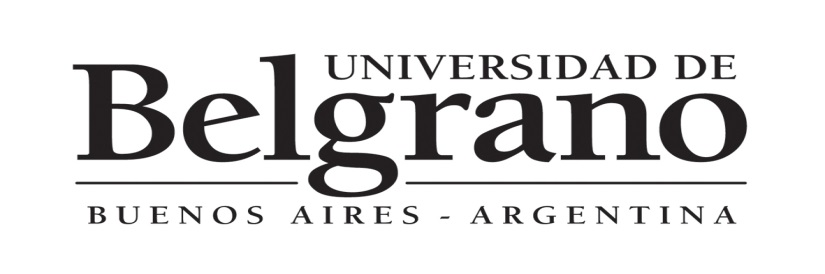 UNIVERSIDAD DE
Belgrano
BUENOS AIRES - ARGENTINA